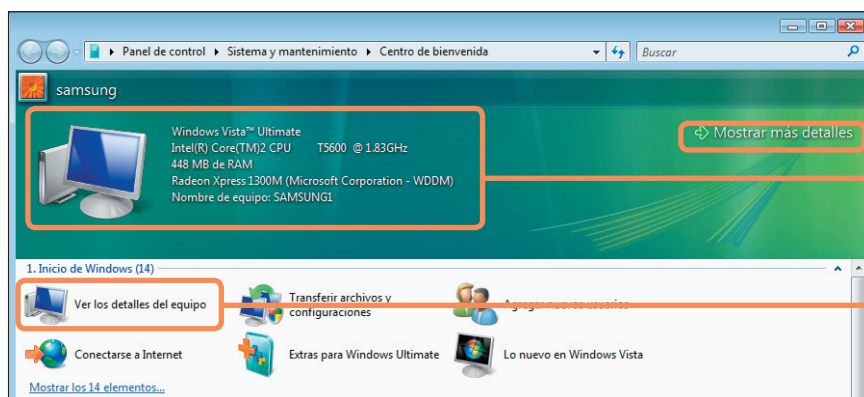 Panel de control Sistema y mantenimiento Centro de bienvenida Buscar
samsung
Windows Vista™ Ultimate
Intel(R) Core(TM)2 CPU T5600 @ 1.83GHz
448 MB de RAM
Radeon Xpress 1300M (Microsoft Corporation - WDDM)
Nombre de equipo: SAMSUNG1
Mostrar más detalles
1. Inicio de Windows (14)
Ver los detalles del equipo
Transferir archivos y
configuraciones
Agregar nuevos usuarios
Conectarse a Internet
Extras para Windows Ultimate
Lo nuevo en Windows Vista
Mostrar los 14 elementos...